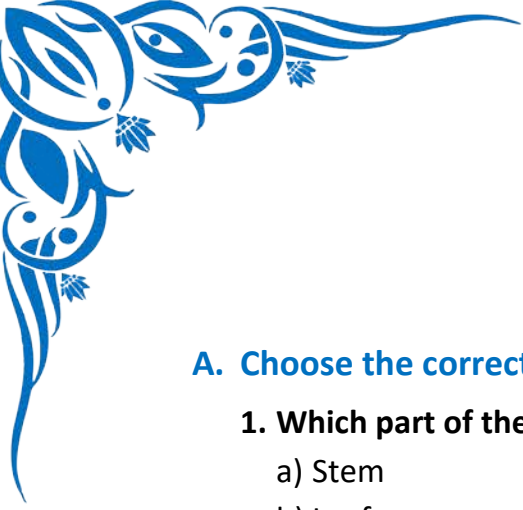 A. Choose the correct
1. Which part of the
a) Stem